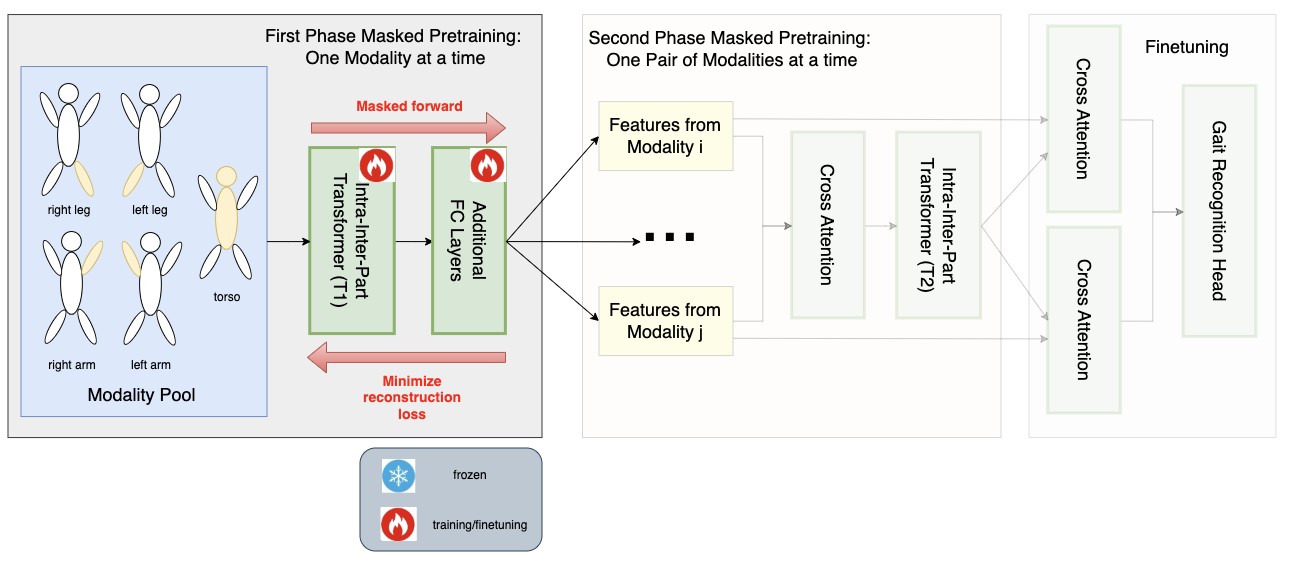 First Phase Masked Pretraining:
One Modality at a time
right leg
left leg
torso
right arm
left arm
Modality Pool
Masked forward
Intra-Inter-Part
Transformer (T1)
Additional
FC Layers
Minimize
reconstruction
loss
Second Phase Masked Pretraining:
One Pair of Modalities at a time
Features from
Modality i
...
Features from
Modality j
Cross Attention
Intra-Inter-Part
Transformer (T2)
Finetuning
Cross Attention
Cross Attention
Gait Recognition Head
frozen
training/finetuning